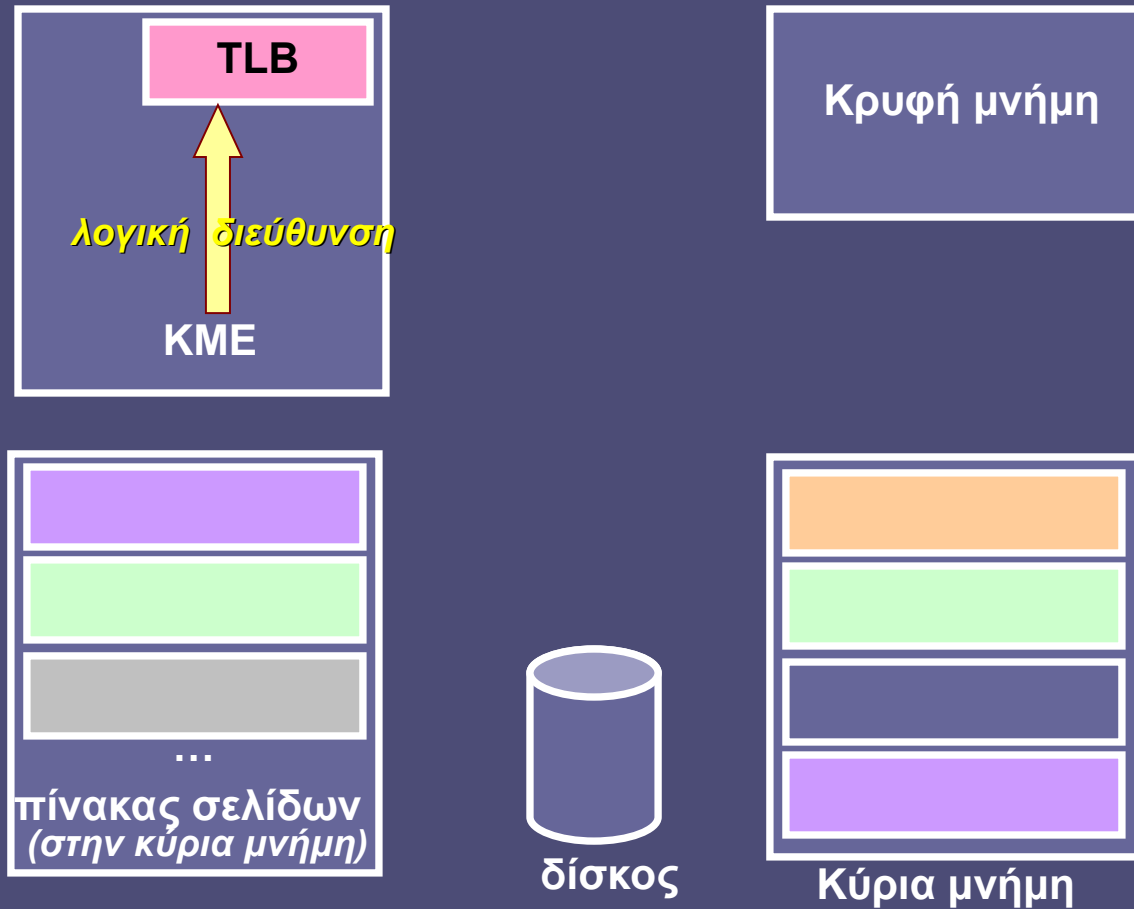 TLB
Κρυφή μνήμη
λογική διεύθυνση
ΚΜΕ
...
πίνακας σελίδων
(στην κύρια μνήμη)
δίσκος
Κύρια μνήμη